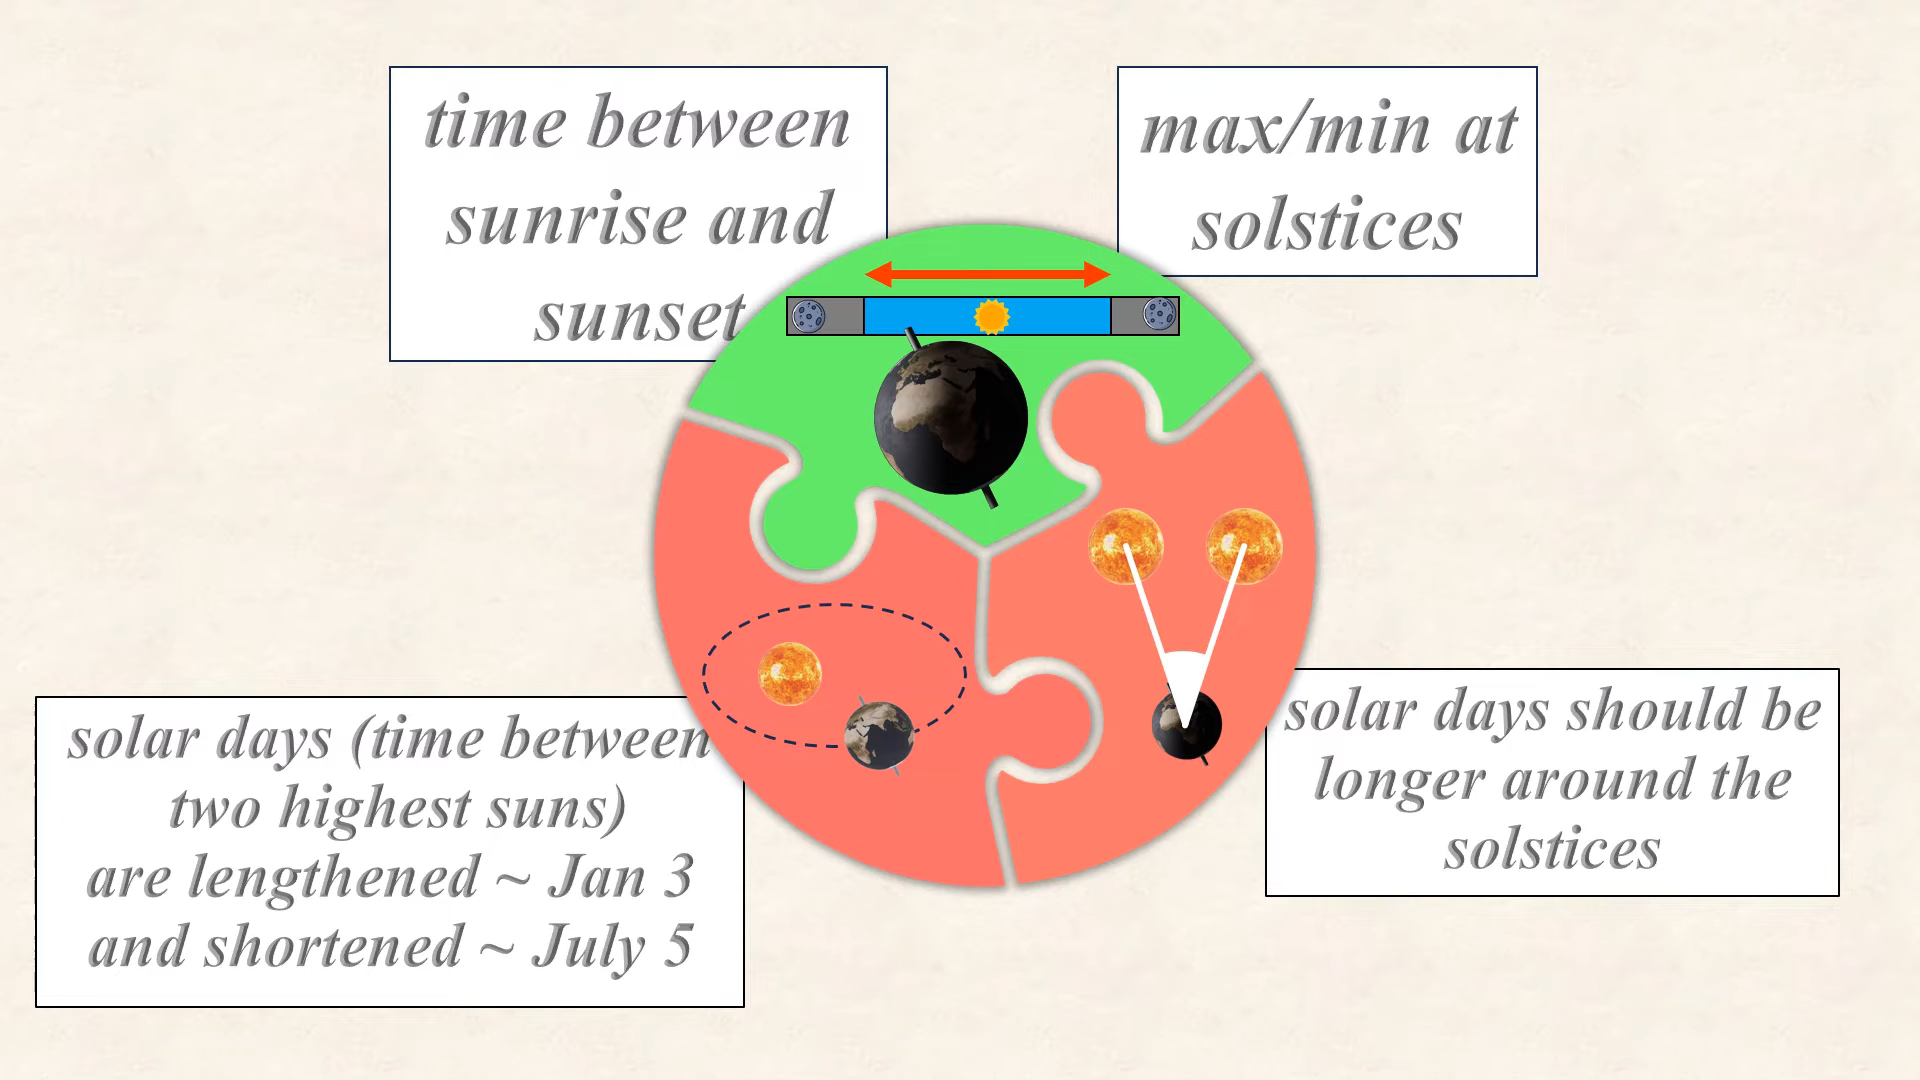 time between
sunrise and
sunset
max/min at
solstices
solar days (time between
two highest suns)
are lengthened ~ Jan 3
and shortened ~ July 5
solar days should be
longer around the
solstices